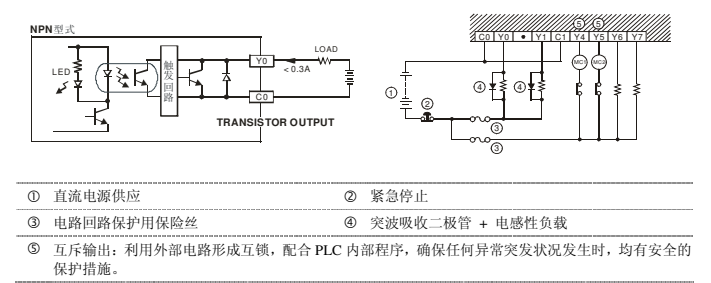 NPN型式
LED
触发回路
Y0
LOAD
< 0.3A
C0
TRANSISTOR OUTPUT
⑤ ⑤
C0 Y0 • Y1 C1 Y4 Y5 Y6 Y7
MC1 MC2
④ ④
①
②
③
③
① 直流电源供应 ② 紧急停止
③ 电路回路保护用保险丝 ④ 突波吸收二极管 + 电感性负载
⑤ 互斥输出：利用外部电路形成互锁，配合 PLC 内部程序，确保任何异常突发状况发生时，均有安全的
保护措施。